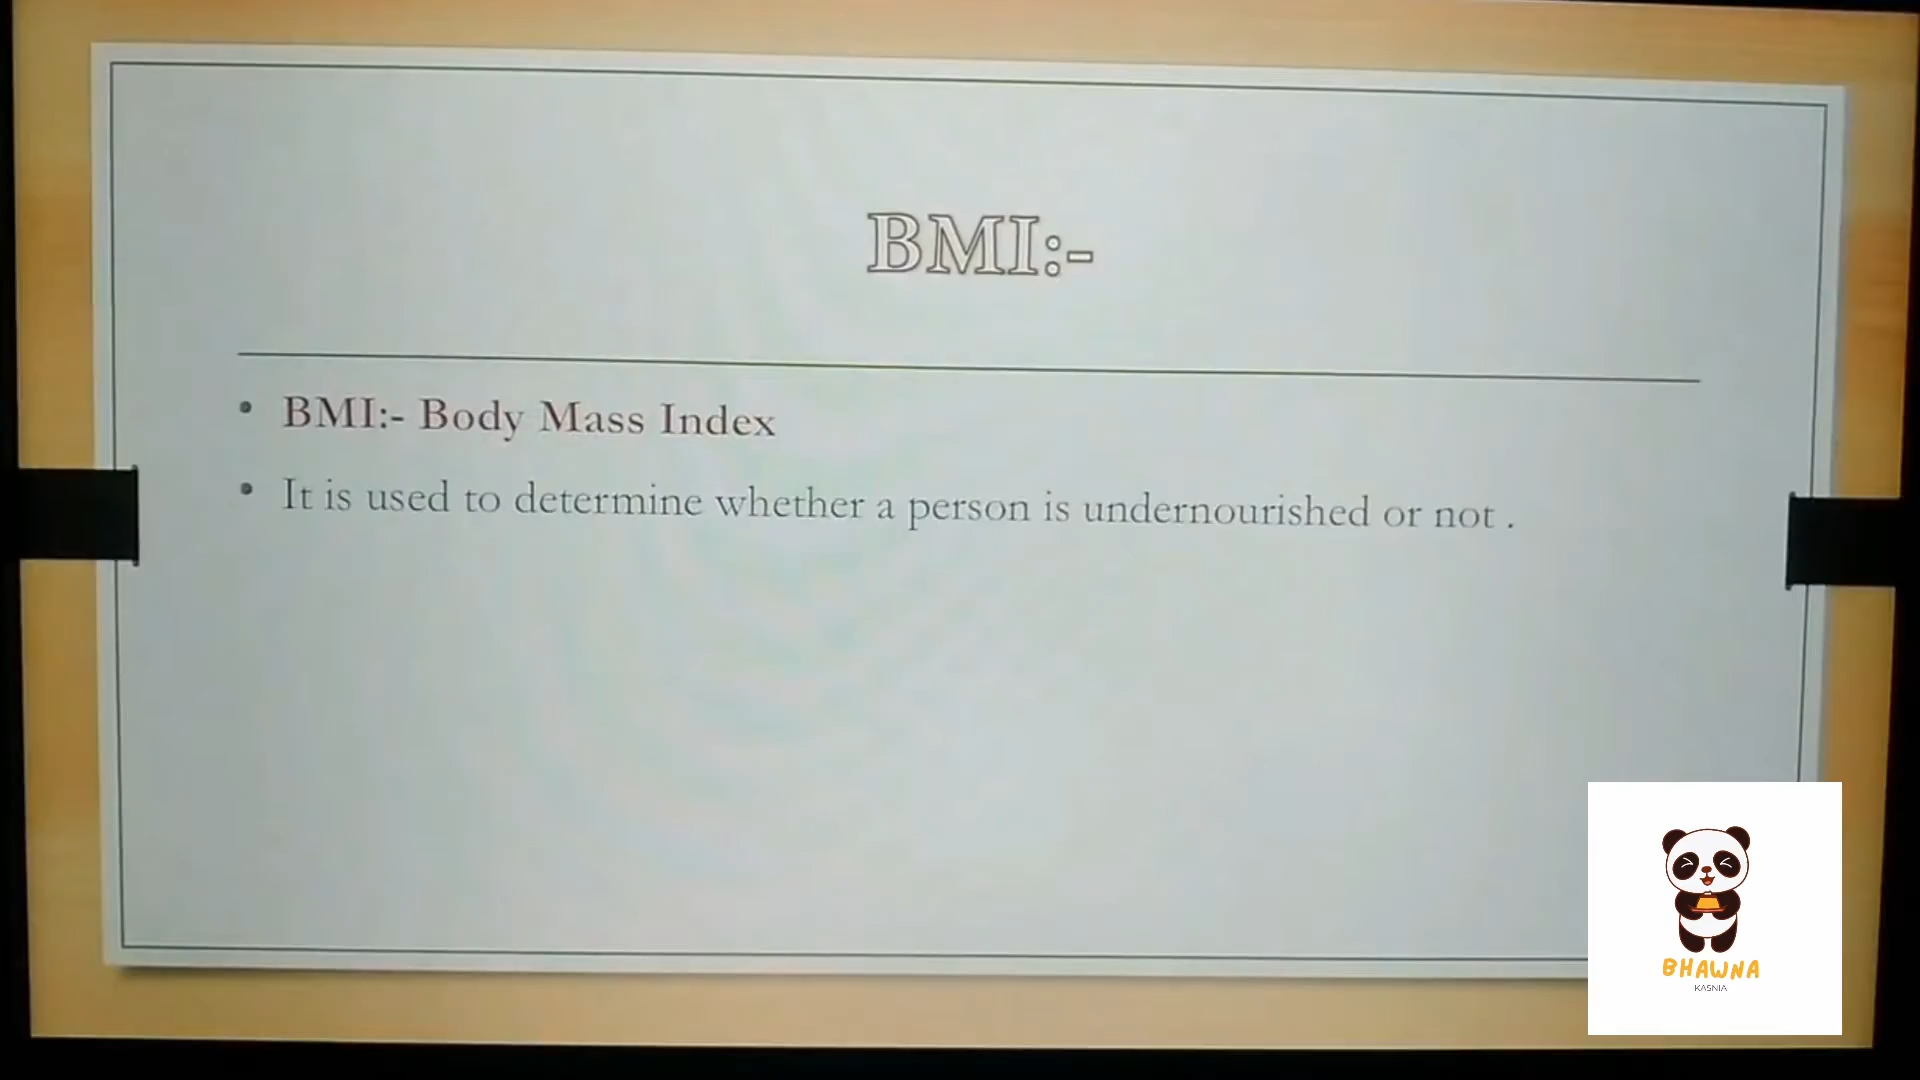 BMI:-
BMI:- Body Mass Index
It is used to determine whether a person is undernourished or not .
BHAWNA
KASNIA